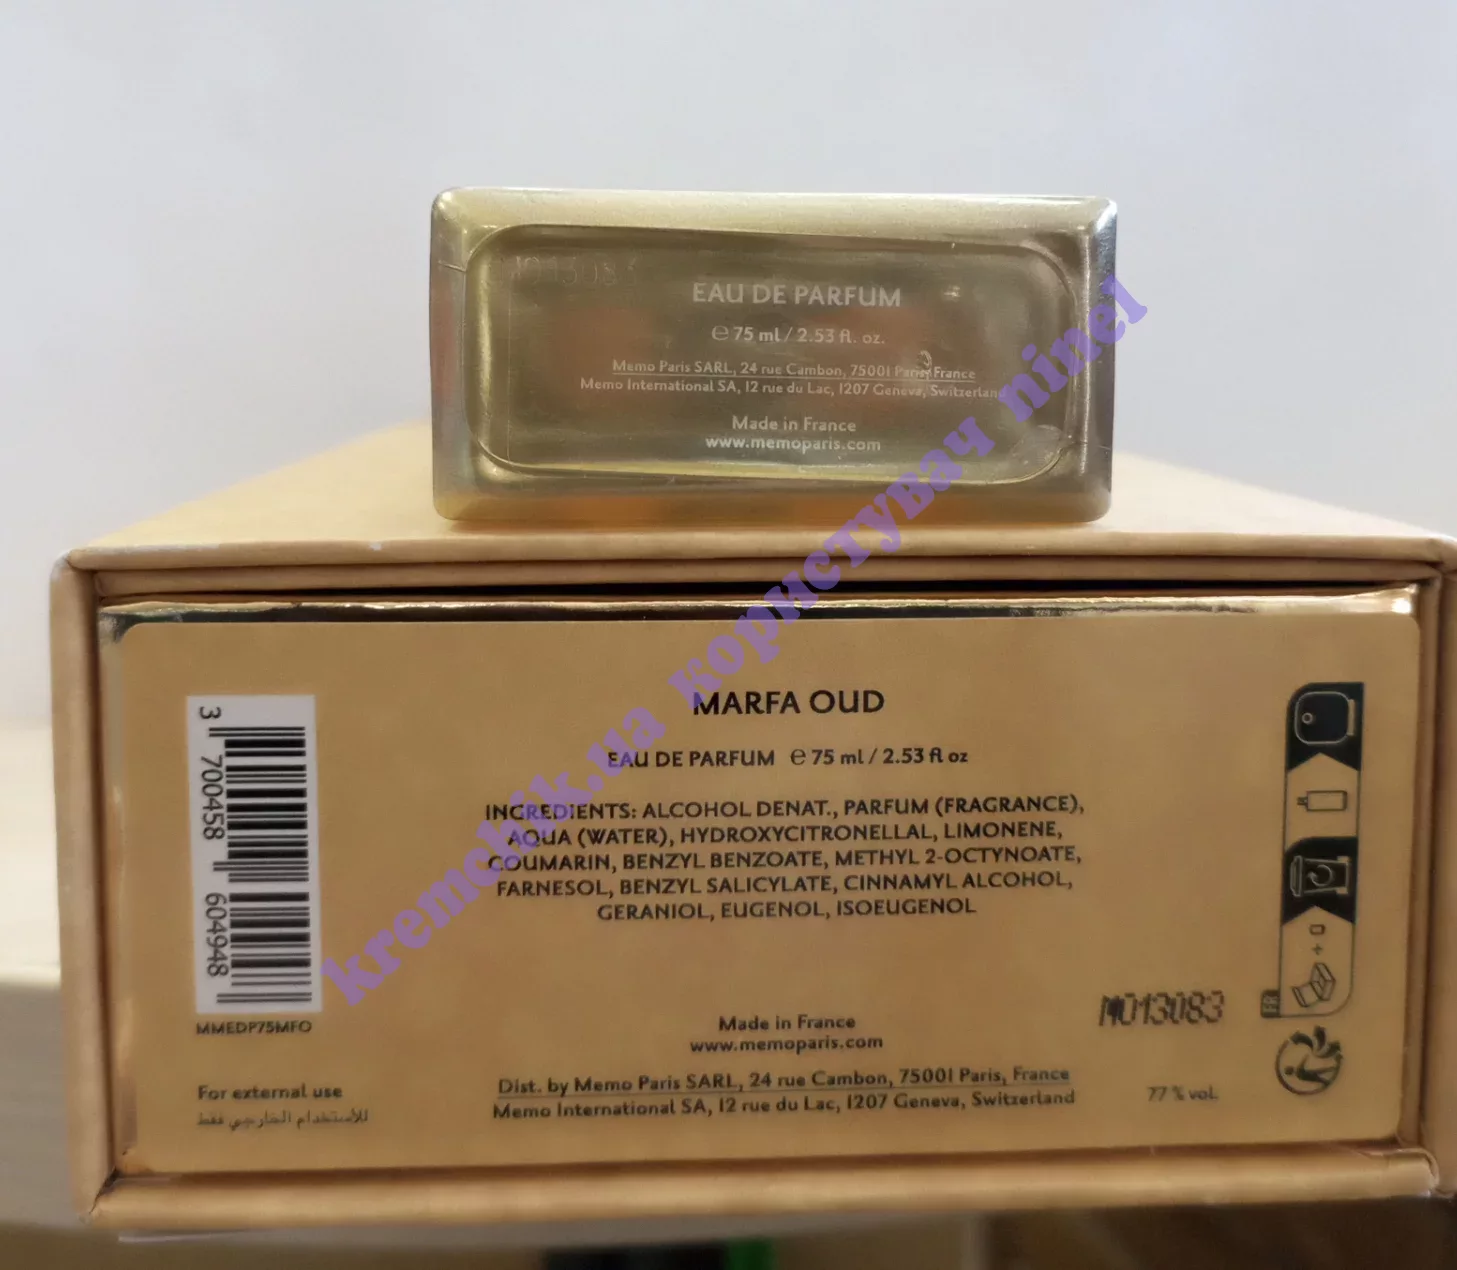 N013083
EAU DE PARFUM
℮ 75 ml / 2.53 fl. oz.
Memo Paris SARL, 24 rue Cambon, 75001 Paris, France
Memo International SA, 12 rue du Lac, 1207 Geneva, Switzerland
Made in France
www.memoparis.com
kremchik.ua користувач ninel
MARFA OUD
EAU DE PARFUM ℮ 75 ml / 2.53 fl oz
INGREDIENTS: ALCOHOL DENAT., PARFUM (FRAGRANCE),
AQUA (WATER), HYDROXYCITRONELLAL, LIMONENE,
COUMARIN, BENZYL BENZOATE, METHYL 2-OCTYNOATE,
FARNESOL, BENZYL SALICYLATE, CINNAMYL ALCOHOL,
GERANIOL, EUGENOL, ISOEUGENOL
3 700458 604948
MMEDP75MFO
N013083
Made in France
www.memoparis.com
For external use
للاستخدام الخارجي فقط
Dist. by Memo Paris SARL, 24 rue Cambon, 75001 Paris, France
Memo International SA, 12 rue du Lac, 1207 Geneva, Switzerland
77 % vol.
FR